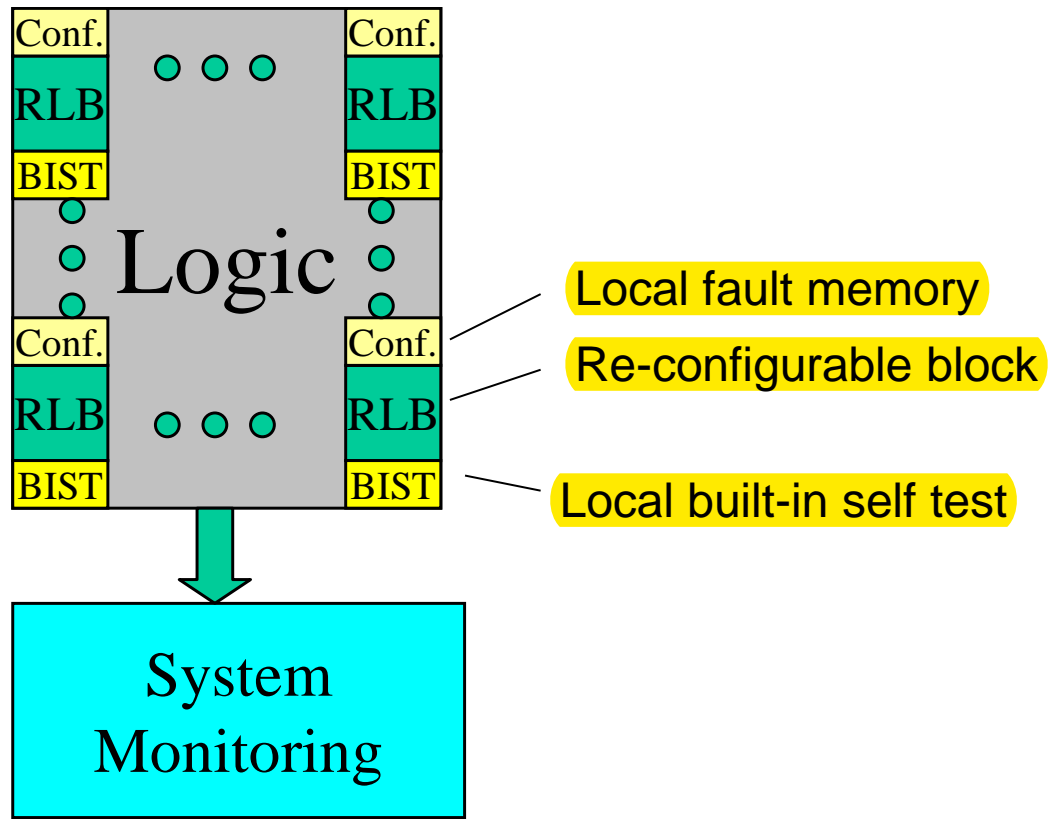 Conf.
Conf.
RLB
RLB
BIST
BIST
Logic
Local fault memory
Conf.
Conf.
Re-configurable block
RLB
RLB
BIST
BIST
Local built-in self test
System
Monitoring